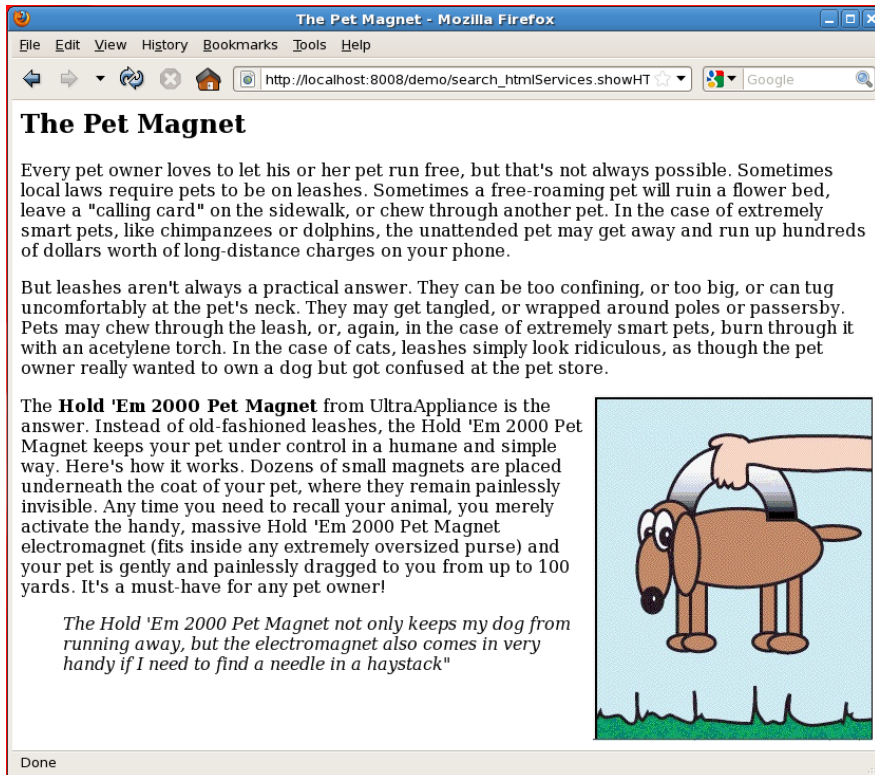 The Pet Magnet - Mozilla Firefox
File Edit View History Bookmarks Tools Help
http://localhost:8008/demo/search_htmlServices.showHT
Google
The Pet Magnet
Every pet owner loves to let his or her pet run free, but that's not always possible. Sometimes
local laws require pets to be on leashes. Sometimes a free-roaming pet will ruin a flower bed,
leave a "calling card" on the sidewalk, or chew through another pet. In the case of extremely
smart pets, like chimpanzees or dolphins, the unattended pet may get away and run up hundreds
of dollars worth of long-distance charges on your phone.
But leashes aren't always a practical answer. They can be too confining, or too big, or can tug
uncomfortably at the pet's neck. They may get tangled, or wrapped around poles or passersby.
Pets may chew through the leash, or, again, in the case of extremely smart pets, burn through it
with an acetylene torch. In the case of cats, leashes simply look ridiculous, as though the pet
owner really wanted to own a dog but got confused at the pet store.
The Hold 'Em 2000 Pet Magnet from UltraAppliance is the
answer. Instead of old-fashioned leashes, the Hold 'Em 2000 Pet
Magnet keeps your pet under control in a humane and simple
way. Here's how it works. Dozens of small magnets are placed
underneath the coat of your pet, where they remain painlessly
invisible. Any time you need to recall your animal, you merely
activate the handy, massive Hold 'Em 2000 Pet Magnet
electromagnet (fits inside any extremely oversized purse) and
your pet is gently and painlessly dragged to you from up to 100
yards. It's a must-have for any pet owner!
The Hold 'Em 2000 Pet Magnet not only keeps my dog from
running away, but the electromagnet also comes in very
handy if I need to find a needle in a haystack"
Done